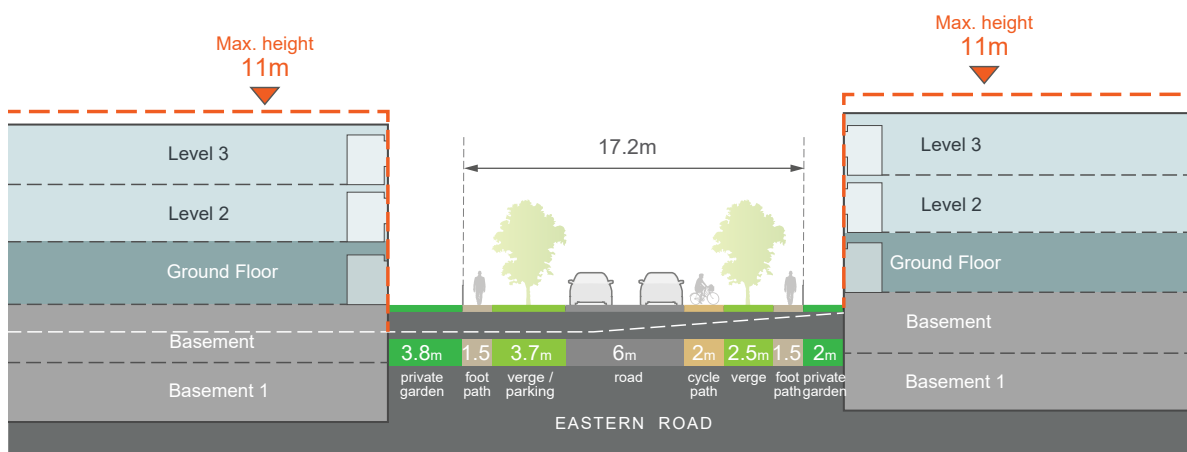 Max. height
11m
Max. height
11m
17.2m
Level 3
Level 2
Ground Floor
Basement
Basement 1
Level 3
Level 2
Ground Floor
Basement
Basement 1
3.8m 1.5 3.7m 6m 2m 2.5m 1.5 2m
private foot verge / road cycle verge foot private
garden path parking path path garden
EASTERN ROAD